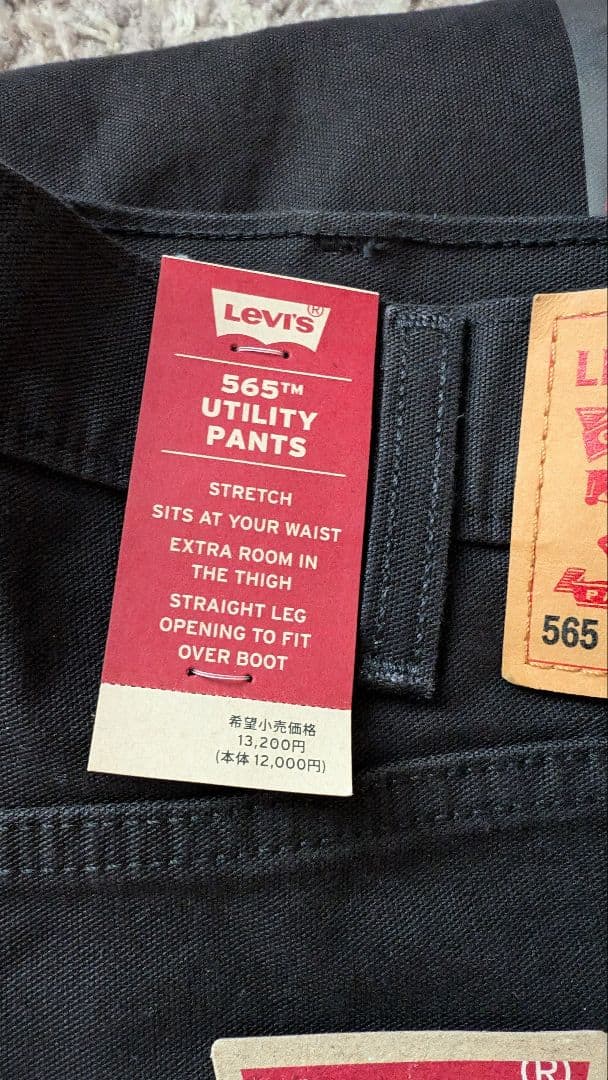 Levi's®
565™
UTILITY
PANTS
STRETCH
SITS AT YOUR WAIST
EXTRA ROOM IN
THE THIGH
STRAIGHT LEG
OPENING TO FIT
OVER BOOT
希望小売価格
13,200円
(本体 12,000円)
565
®